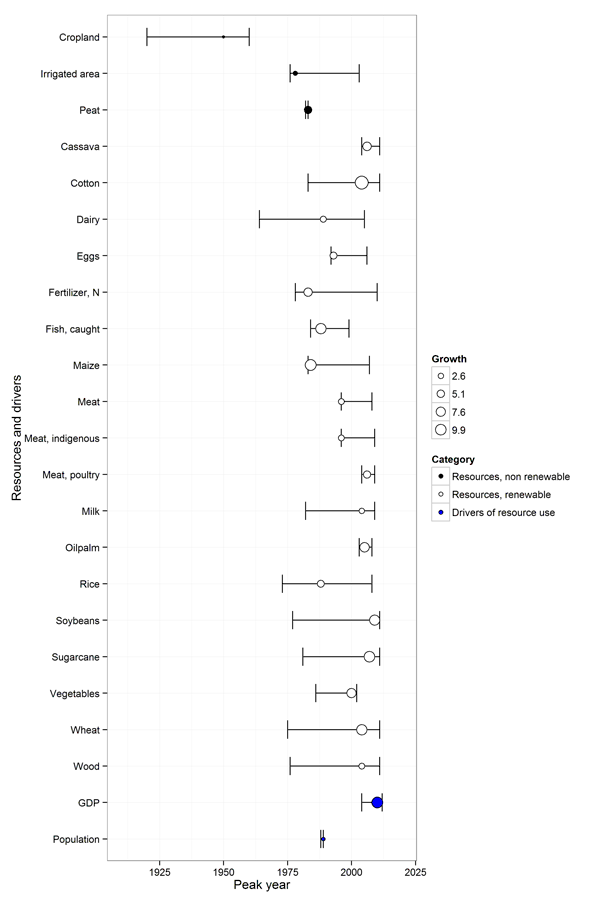 Cropland
Irrigated area
Peat
Cassava
Cotton
Dairy
Eggs
Fertilizer, N
Fish, caught
Maize
Meat
Meat, indigenous
Meat, poultry
Milk
Oilpalm
Rice
Soybeans
Sugarcane
Vegetables
Wheat
Wood
GDP
Population
Resources and drivers
1925 1950 1975 2000 2025
Peak year
Growth
2.6
5.1
7.6
9.9
Category
Resources, non renewable
Resources, renewable
Drivers of resource use